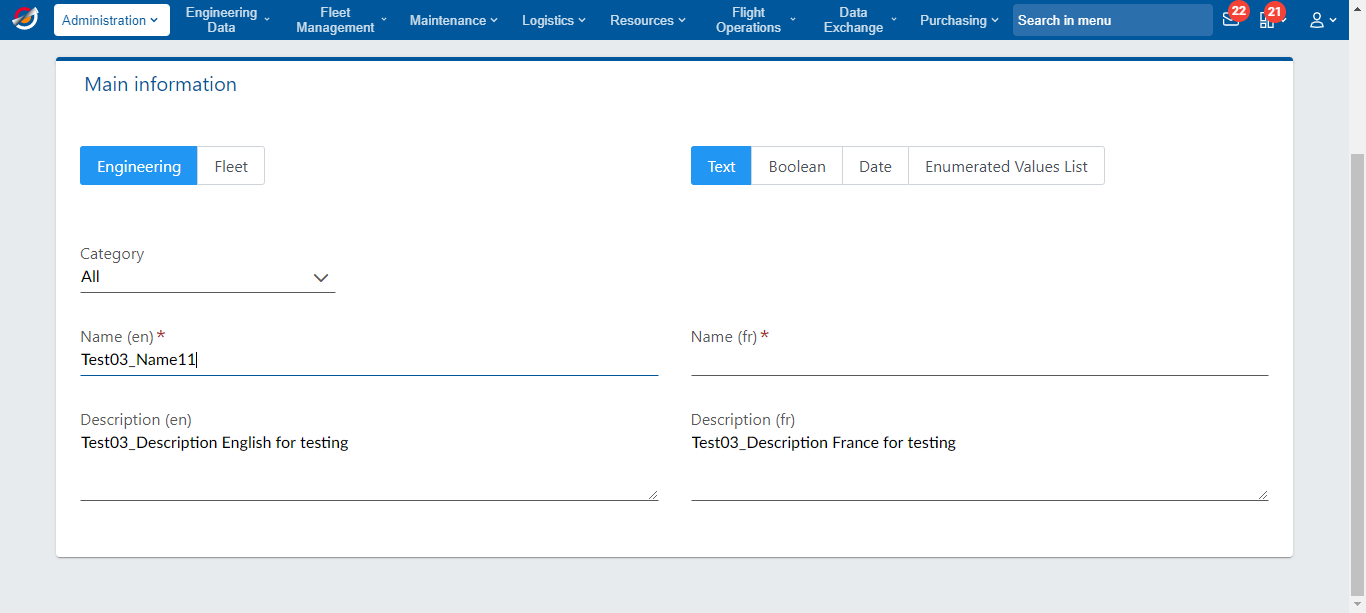 Administration
Engineering
Data
Fleet
Management
Maintenance
Logistics
Resources
Flight
Operations
Data
Exchange
Purchasing
Search in menu
22
21
Main information
Engineering Fleet
Text Boolean Date Enumerated Values List
Category
All
Name (en) *
Test03_Name11
Name (fr) *
Description (en)
Test03_Description English for testing
Description (fr)
Test03_Description France for testing